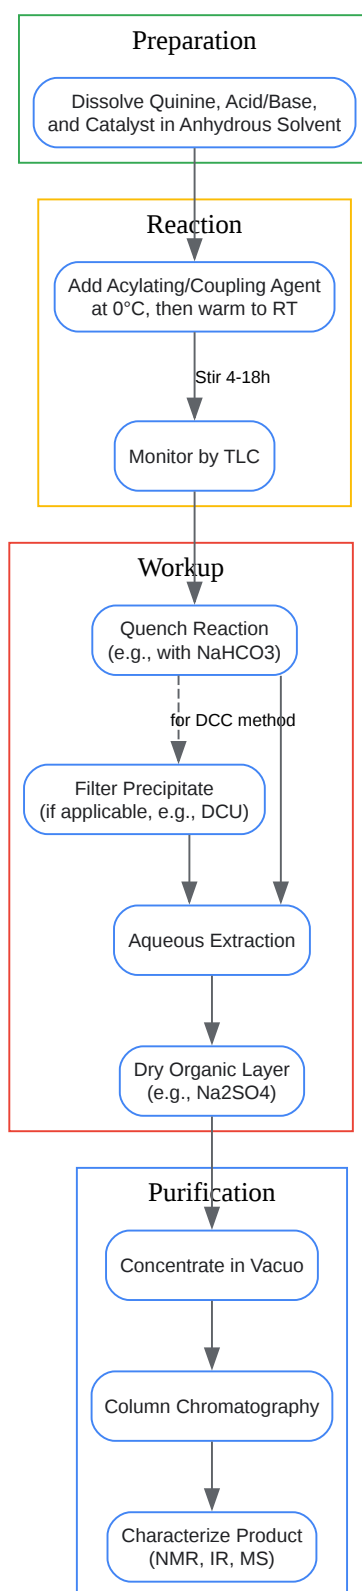 Preparation
Dissolve Quinine, Acid/Base,
and Catalyst in Anhydrous Solvent
Reaction
Add Acylating/Coupling Agent
at 0°C, then warm to RT
Stir 4-18h
Monitor by TLC
Workup
Quench Reaction
(e.g., with NaHCO3)
for DCC method
Filter Precipitate
(if applicable, e.g., DCU)
Aqueous Extraction
Dry Organic Layer
(e.g., Na2SO4)
Purification
Concentrate in Vacuo
Column Chromatography
Characterize Product
(NMR, IR, MS)